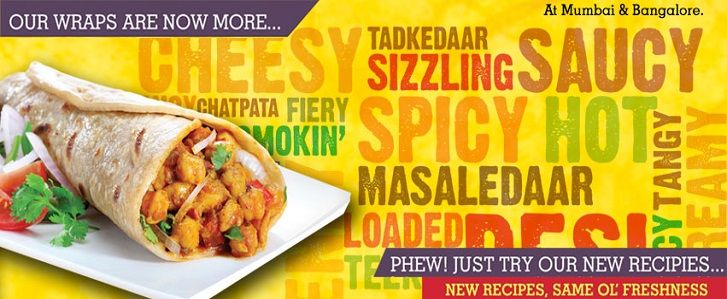 OUR WRAPS ARE NOW MORE...
At Mumbai & Bangalore.
CHEESY
TADKEDAAR
SIZZLING
SAUCY
CHATPATA
FIERY
SPICY
HOT
TANGY
MASALEDAAR
LOADED
DESI
PHEW! JUST TRY OUR NEW RECIPIES...
NEW RECIPES, SAME OL' FRESHNESS